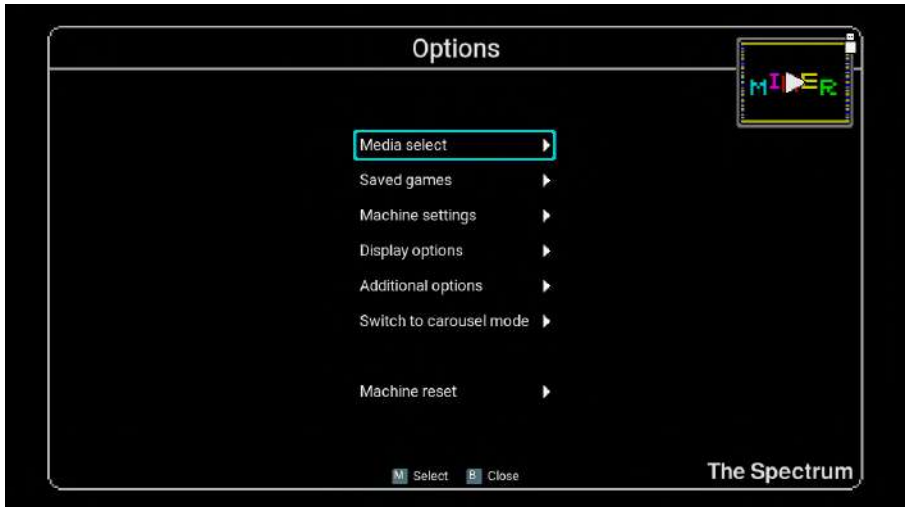 Options
MINER
Media select
Saved games
Machine settings
Display options
Additional options
Switch to carousel mode
Machine reset
M Select B Close
The Spectrum